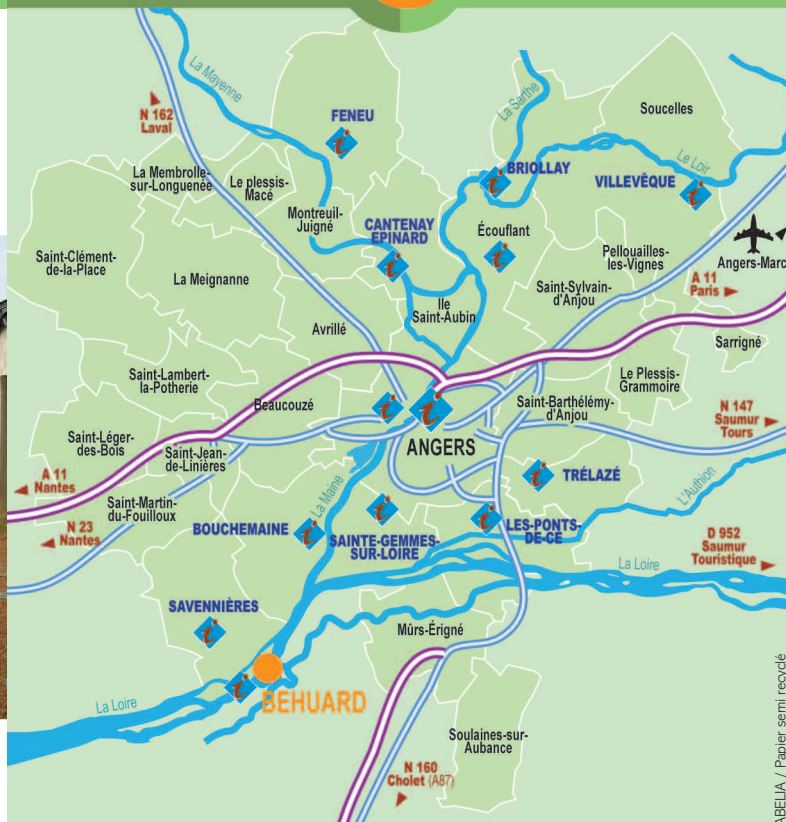 La Mayenne
N 162
Laval
FENEU
La Sarthe
Soucelles
Le Loir
BRIOLLAY
VILLEVÊQUE
La Membrolle-
sur-Longuenée
Le plessis-
Macé
Montreuil-
Juigné
CANTENAY
EPINARD
Écouflant
Pellouailles-
les-Vignes
Angers-Marc
Saint-Clément-
de-la-Place
La Meignanne
A 11
Paris
Saint-Sylvain-
d'Anjou
Ile
Saint-Aubin
Avrillé
Sarrigné
Saint-Lambert-
la-Potherie
Le Plessis-
Grammoire
Beaucouzé
Saint-Barthélémy-
d'Anjou
N 147
Saumur
Tours
Saint-Léger-
des-Bois
Saint-Jean-
de-Linières
ANGERS
A 11
Nantes
TRÉLAZÉ
L'Authion
Saint-Martin-
du-Fouilloux
La Maine
N 23
Nantes
BOUCHEMAINE
SAINTE-GEMMES-
SUR-LOIRE
LES-PONTS-
DE-CE
D 952
Saumur
Touristique
La Loire
SAVENNIÈRES
Mûrs-Érigné
La Loire
BEHUARD
Soulaines-sur-
Aubance
N 160
Cholet (A87)
ABELIA / Papier semi recyclé